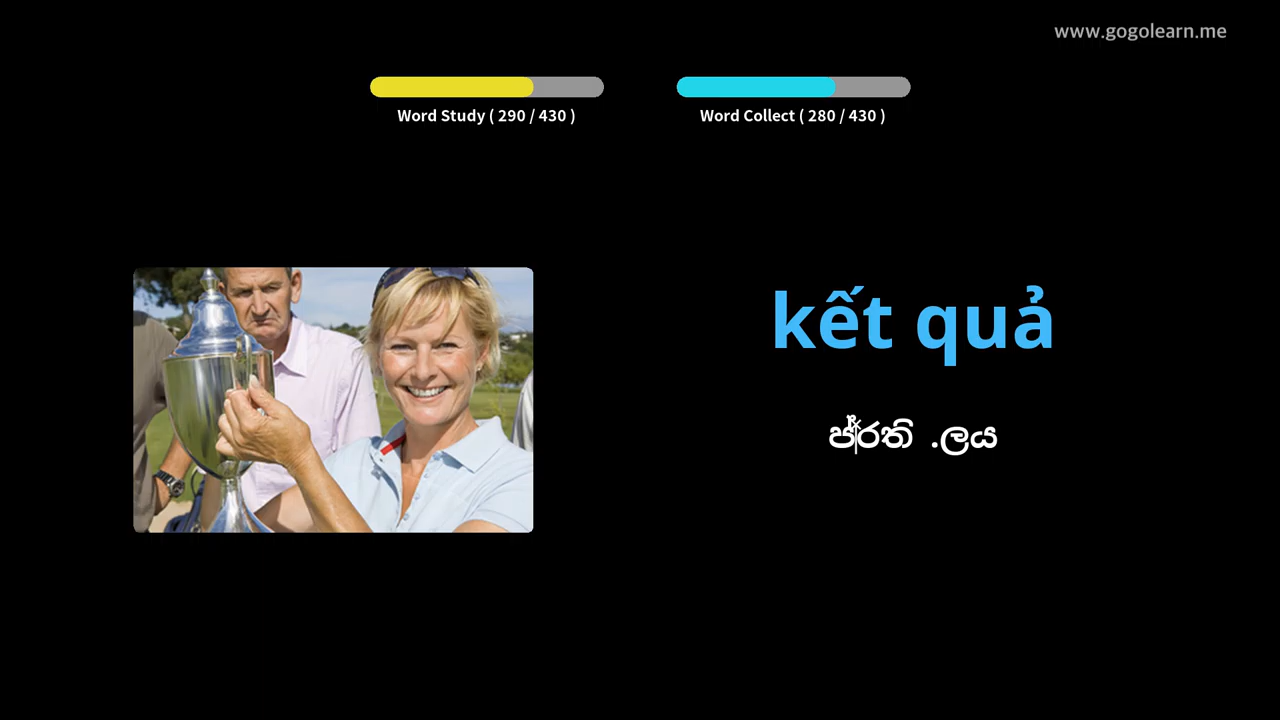 www.gogolearn.me
Word Study ( 290 / 430 )
Word Collect ( 280 / 430 )
kết quả
ප්‍රති .ලය